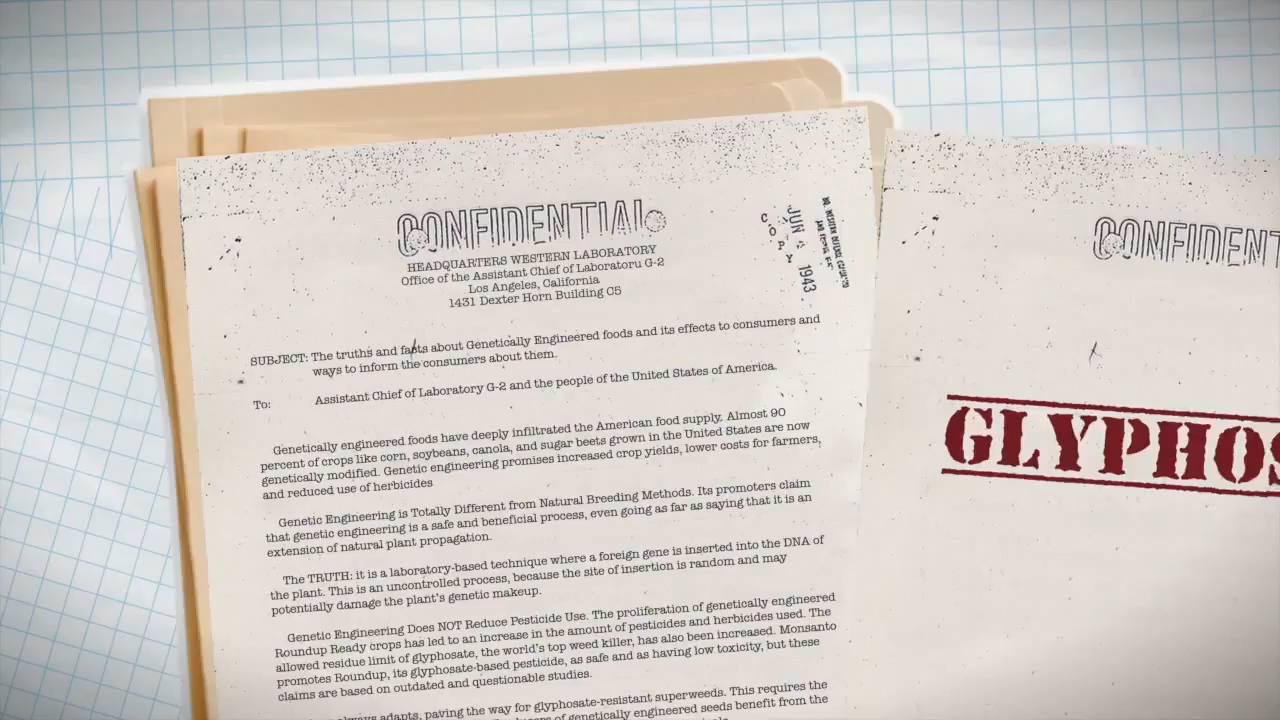 CONFIDENTIAL
HEADQUARTERS WESTERN LABORATORY
Office of the Assistant Chief of Laboratoru G-2
Los Angeles, California
1431 Dexter Horn Building C5
COPY
JUN 1943
SUBJECT: The truths and facts about Genetically Engineered foods and its effects to consumers and
ways to inform the consumers about them.
To: Assistant Chief of Laboratory G-2 and the people of the United States of America.
Genetically engineered foods have deeply infiltrated the American food supply. Almost 90
percent of crops like corn, soybeans, canola, and sugar beets grown in the United States are now
genetically modified. Genetic engineering promises increased crop yields, lower costs for farmers,
and reduced use of herbicides
Genetic Engineering is Totally Different from Natural Breeding Methods. Its promoters claim
that genetic engineering is a safe and beneficial process, even going as far as saying that it is an
extension of natural plant propagation.
The TRUTH: it is a laboratory-based technique where a foreign gene is inserted into the DNA of
the plant. This is an uncontrolled process, because the site of insertion is random and may
potentially damage the plant's genetic makeup.
Genetic Engineering Does NOT Reduce Pesticide Use. The proliferation of genetically engineered
Roundup Ready crops has led to an increase in the amount of pesticides and herbicides used. The
allowed residue limit of glyphosate, the world's top weed killer, has also been increased. Monsanto
promotes Roundup, its glyphosate-based pesticide, as safe and as having low toxicity, but these
claims are based on outdated and questionable studies.
always adapts, paving the way for glyphosate-resistant superweeds. This requires the
of genetically engineered seeds benefit from the
CONFIDENT
GLYPHOS